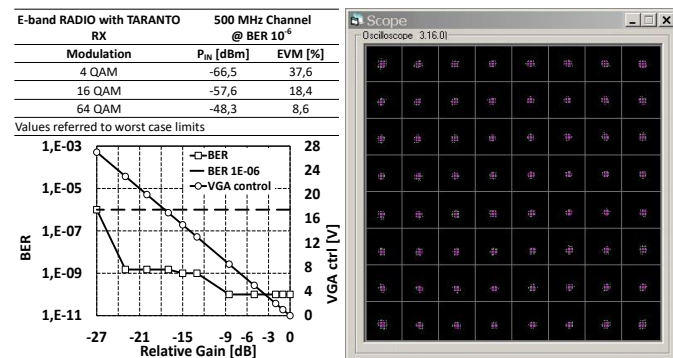 E-band RADIO with TARANTO RX
500 MHz Channel @ BER 10⁻⁶
Modulation P_IN [dBm] EVM [%]
4 QAM -66,5 37,6
16 QAM -57,6 18,4
64 QAM -48,3 8,6
Values referred to worst case limits
1,E-03
1,E-05
1,E-07
1,E-09
1,E-11
BER
BER
BER 1E-06
VGA control
28
24
20
16
12
8
4
0
VGA ctrl [V]
-27 -21 -15 -9 -6 -3 0
Relative Gain [dB]
Scope
Oscilloscope 3.16.0)